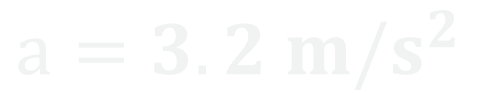 a = 3.2 m/s²